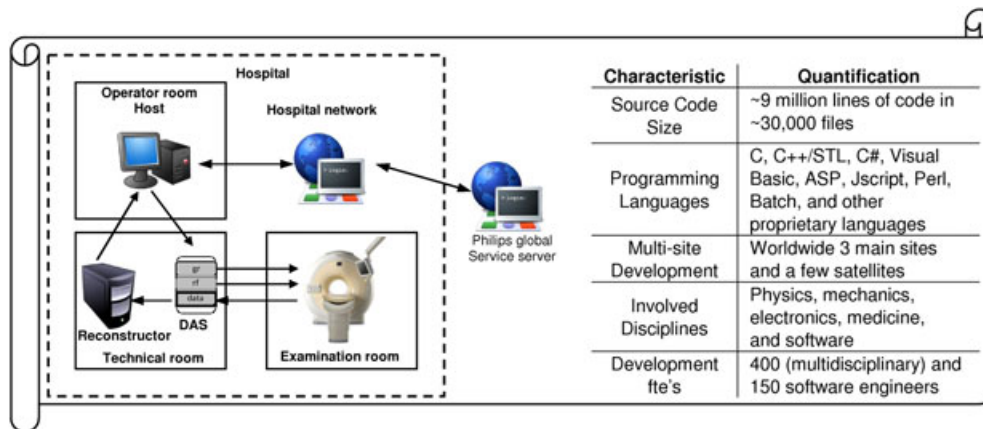 Hospital
Operator room
Host
Hospital network
Philips global
Service server
gr
rf
data
DAS
Reconstructor
Technical room
Examination room
Characteristic Quantification
Source Code Size ~9 million lines of code in
~30,000 files
Programming Languages C, C++/STL, C#, Visual
Basic, ASP, Jscript, Perl,
Batch, and other
proprietary languages
Multi-site Worldwide 3 main sites
Development and a few satellites
Involved Disciplines Physics, mechanics,
electronics, medicine,
and software
Development 400 (multidisciplinary) and
fte's 150 software engineers